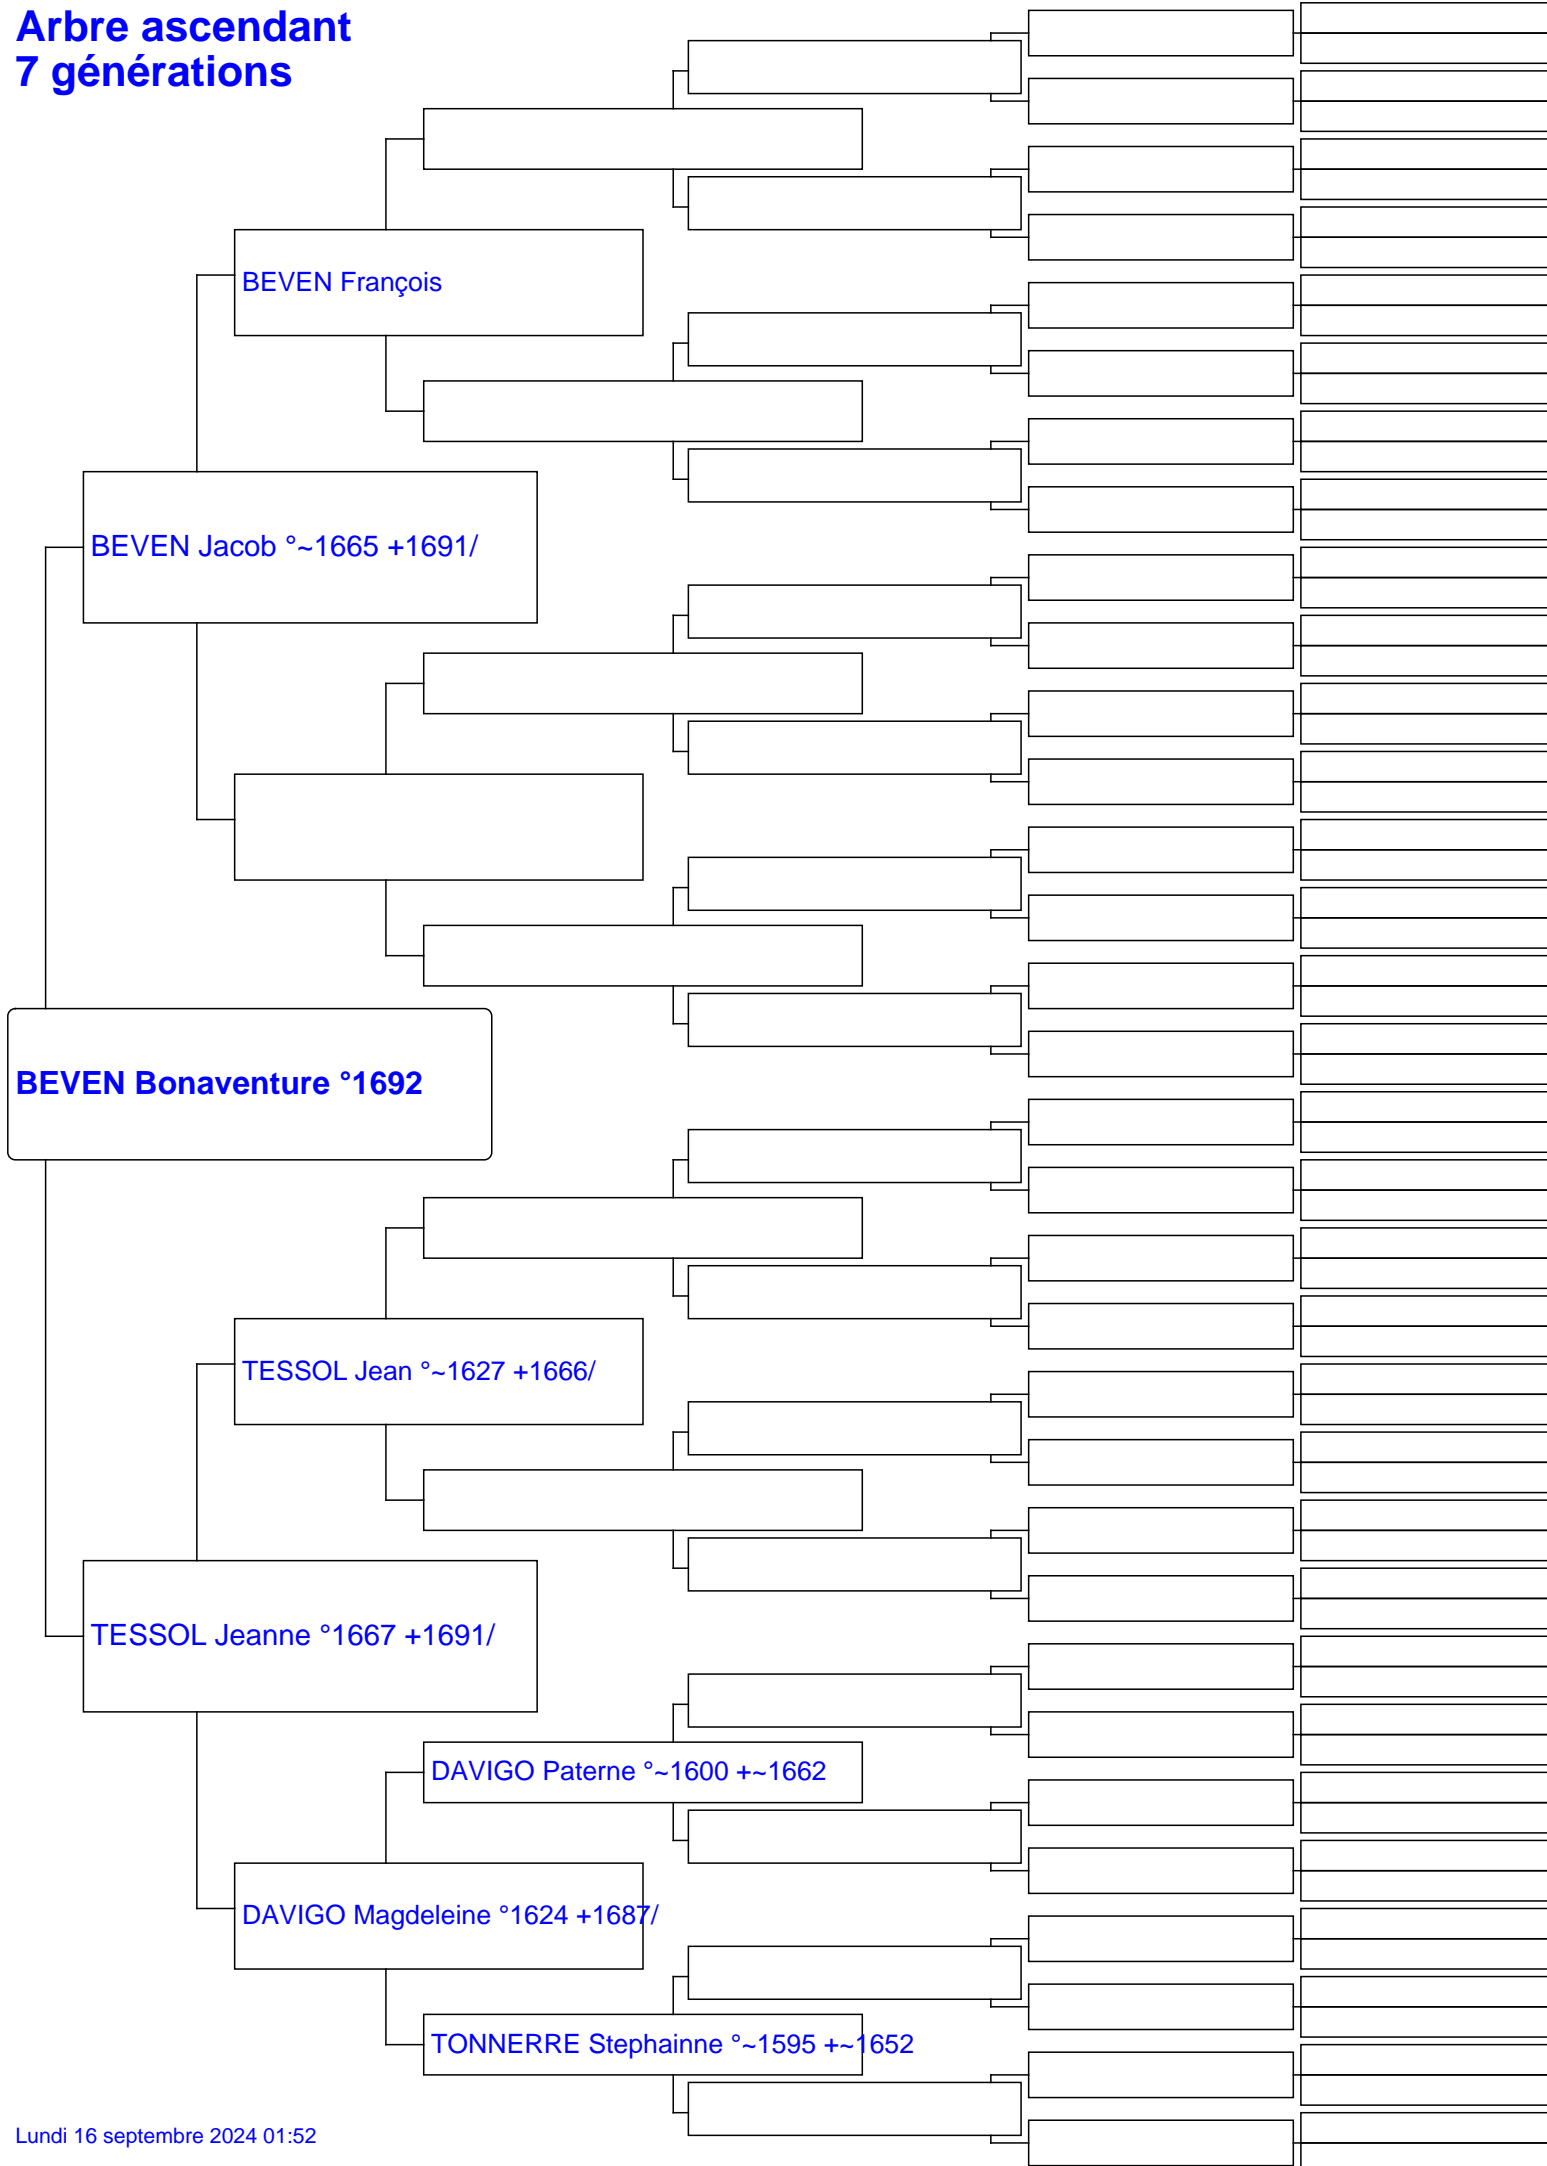 Arbre ascendant
7 générations
BEVEN François
BEVEN Jacob °~1665 +1691/
BEVEN Bonaventure °1692
TESSOL Jean °~1627 +1666/
TESSOL Jeanne °1667 +1691/
DAVIGO Paterne °~1600 +~1662
DAVIGO Magdeleine °1624 +1687/
TONNERRE Stephainne °~1595 +~1652
Lundi 16 septembre 2024 01:52